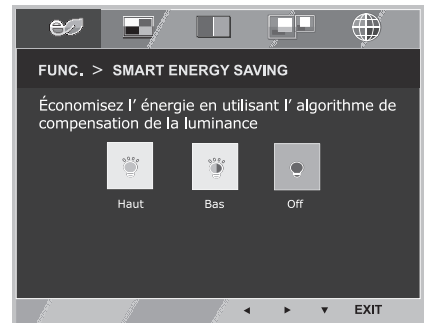 FUNC. > SMART ENERGY SAVING
Économisez l' énergie en utilisant l' algorithme de
compensation de la luminance
Haut Bas Off
EXIT